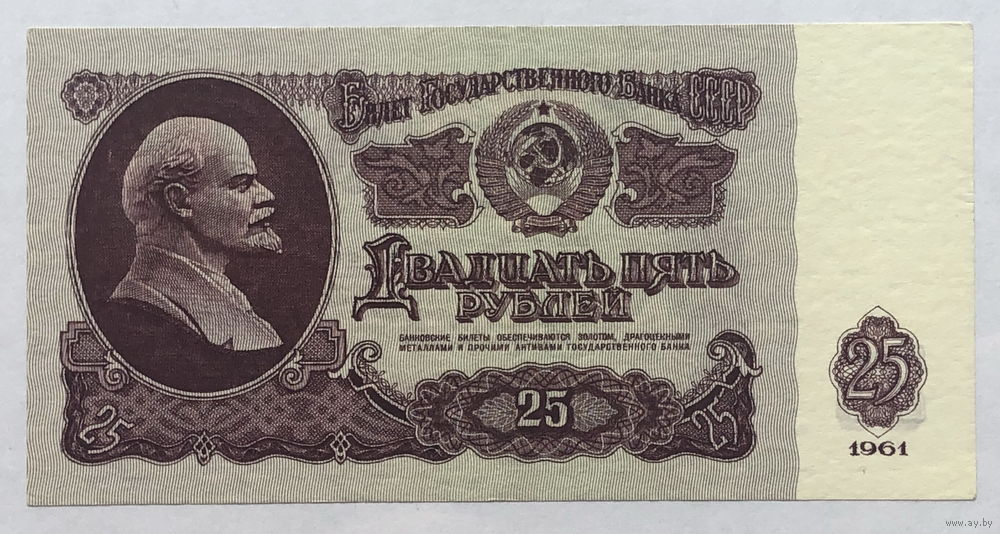 Билет Государственного Банка СССР
Двадцать пять
рублей
БАНКОВСКИЕ БИЛЕТЫ ОБЕСПЕЧИВАЮТСЯ ЗОЛОТОМ, ДРАГОЦЕННЫМИ
МЕТАЛЛАМИ И ПРОЧИМИ АКТИВАМИ ГОСУДАРСТВЕННОГО БАНКА
25
25
25
25
1961
www.ay.by